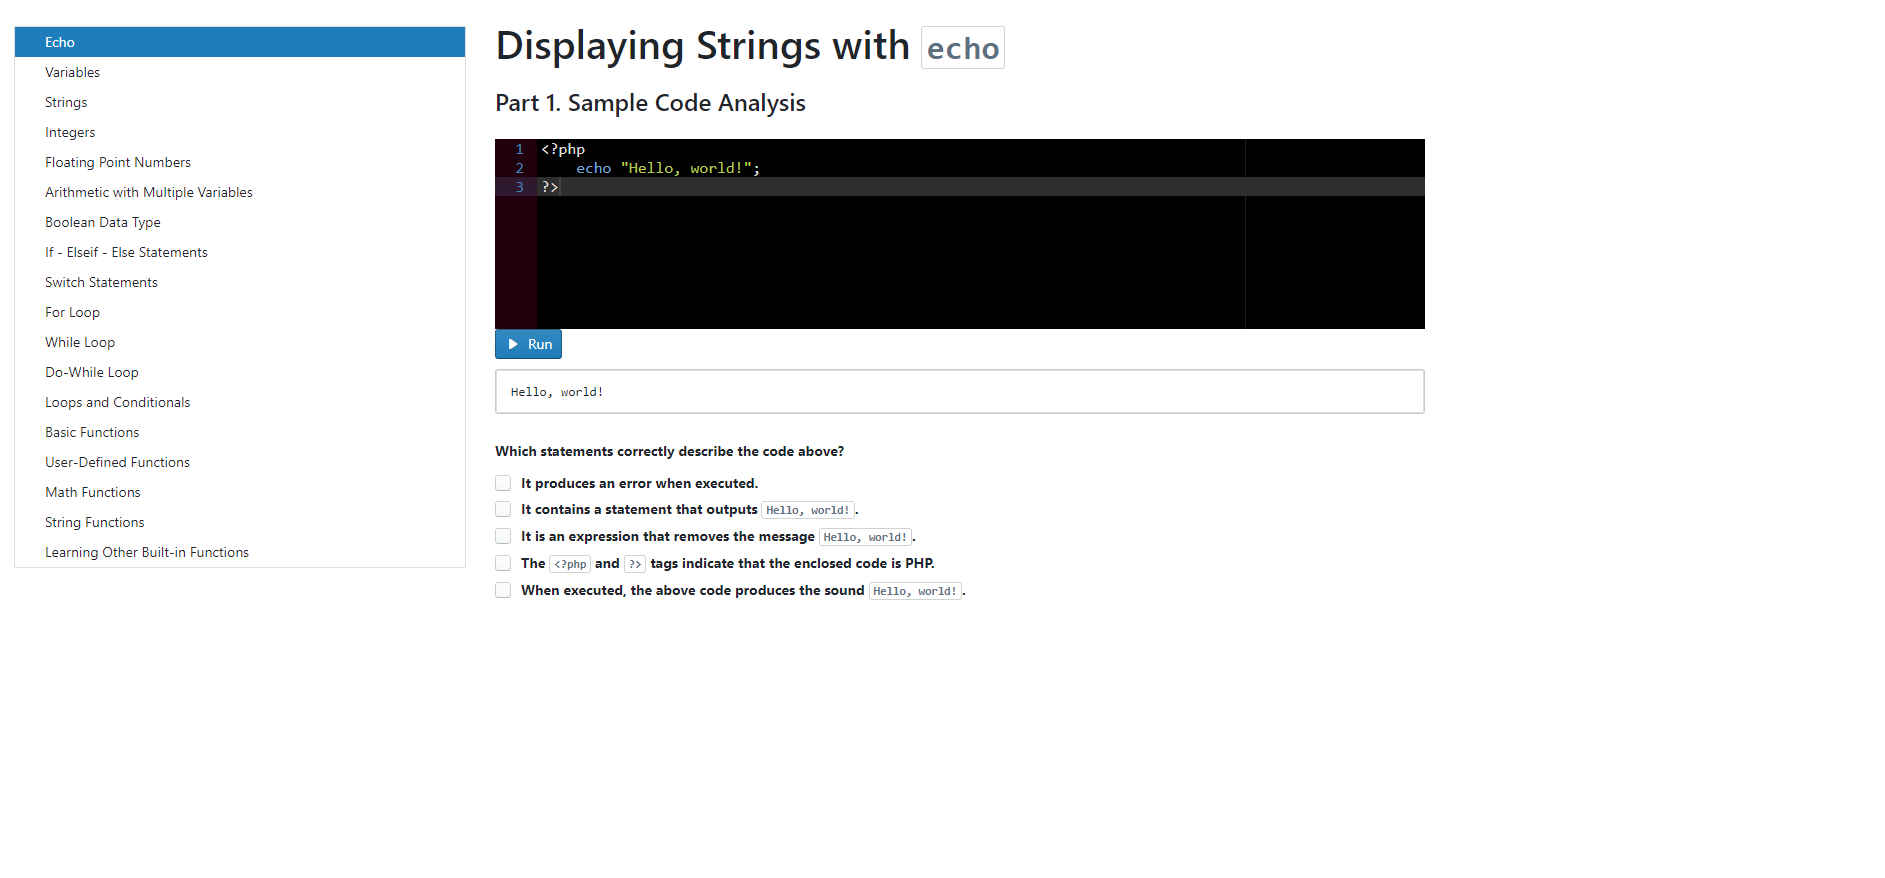 Echo
Variables
Strings
Integers
Floating Point Numbers
Arithmetic with Multiple Variables
Boolean Data Type
If - Elseif - Else Statements
Switch Statements
For Loop
While Loop
Do-While Loop
Loops and Conditionals
Basic Functions
User-Defined Functions
Math Functions
String Functions
Learning Other Built-in Functions
Displaying Strings with echo
Part 1. Sample Code Analysis
1 <?php
2     echo "Hello, world!";
3 ?>
Run
Hello, world!
Which statements correctly describe the code above?
It produces an error when executed.
It contains a statement that outputs Hello, world!.
It is an expression that removes the message Hello, world!.
The <?php and ?> tags indicate that the enclosed code is PHP.
When executed, the above code produces the sound Hello, world!.